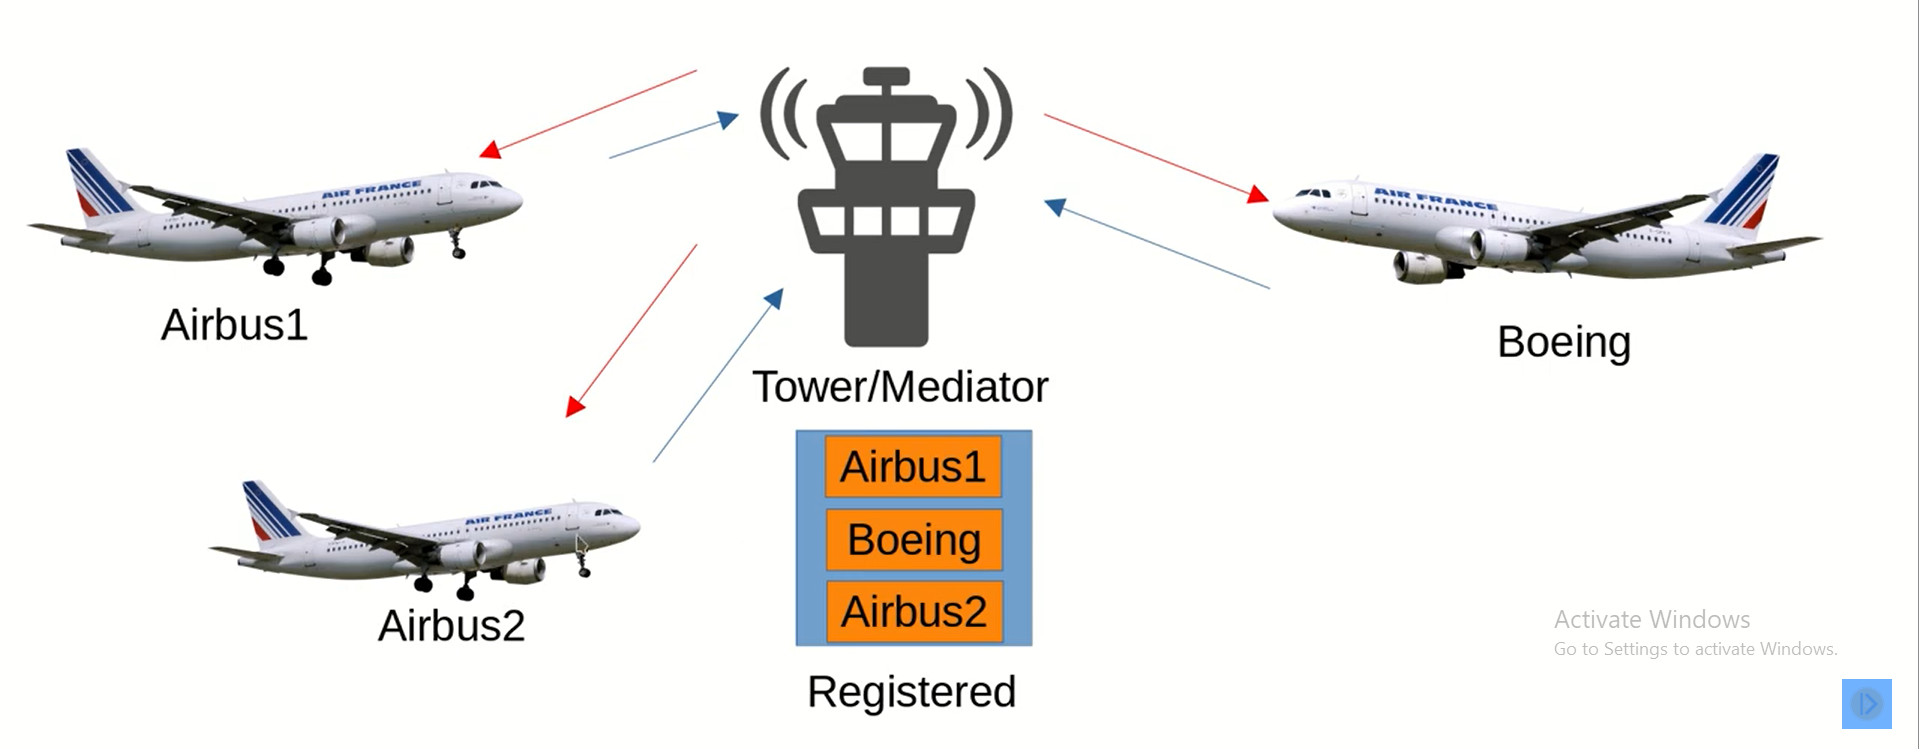 AIR FRANCE
AIR FRANCE
Airbus1
Boeing
Tower/Mediator
Airbus1
AIR FRANCE
Boeing
Airbus2
Airbus2
Registered
Activate Windows
Go to Settings to activate Windows.